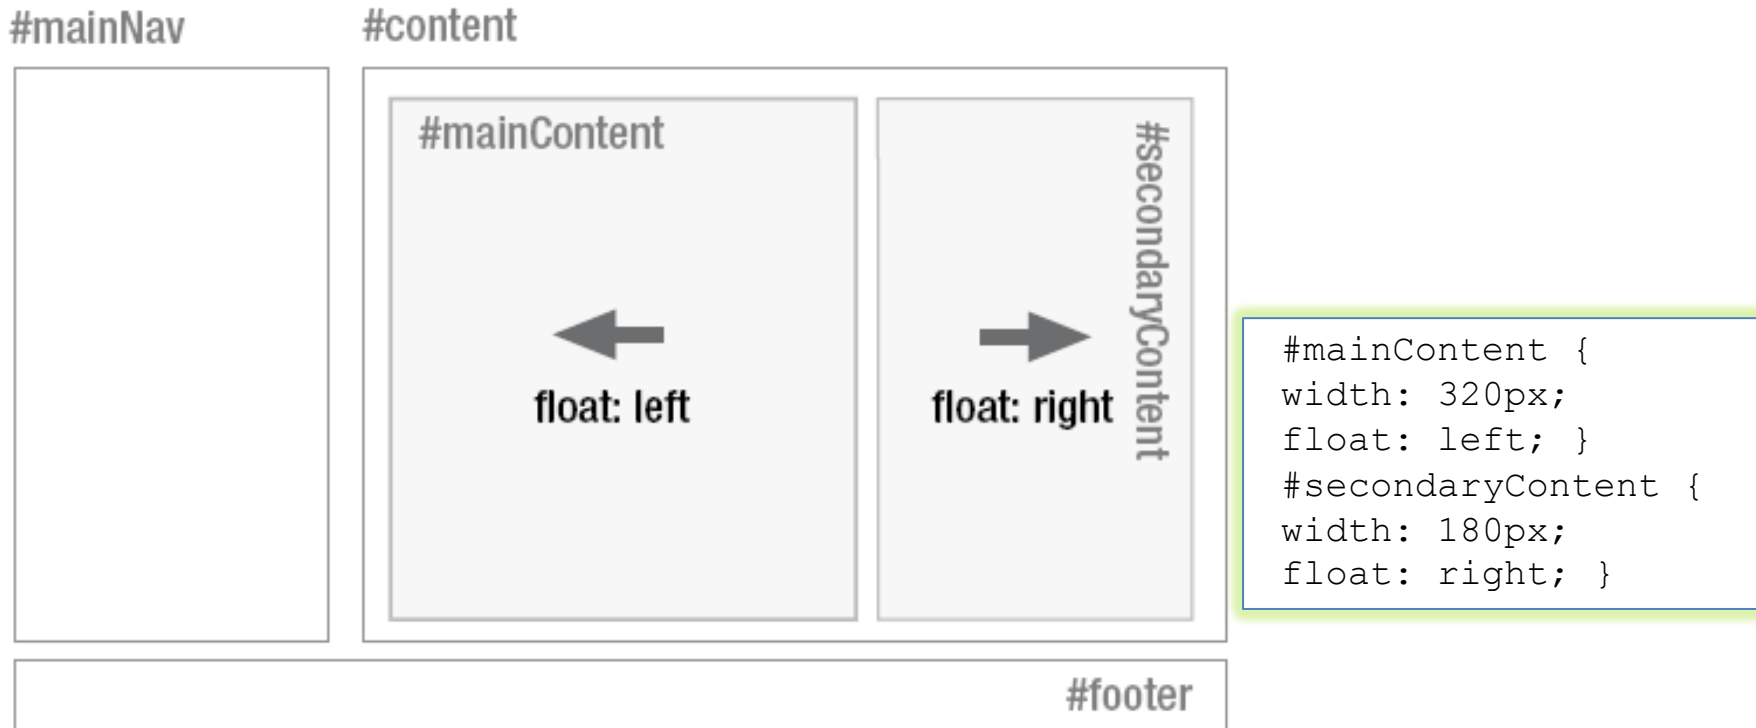 #mainNav
#content
#mainContent
#secondaryContent
float: left
float: right
#footer
#mainContent {
width: 320px;
float: left; }
#secondaryContent {
width: 180px;
float: right; }